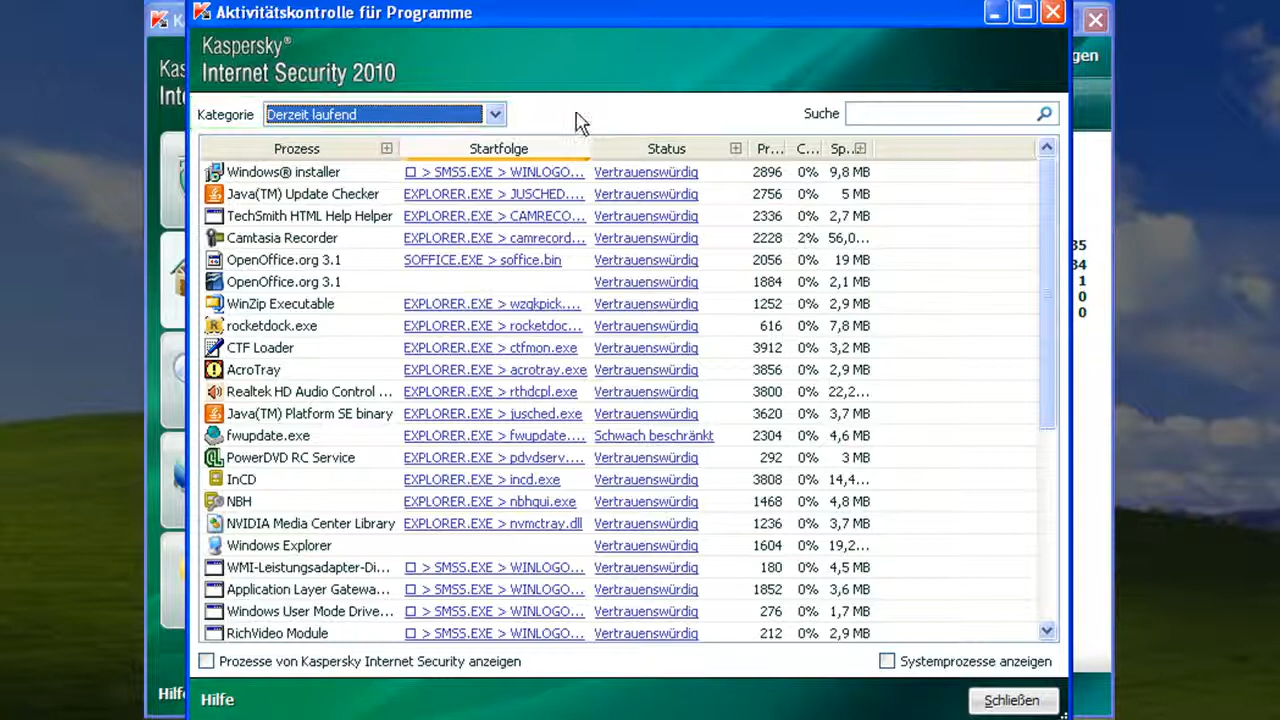 Aktivitätskontrolle für Programme
Kaspersky®
Internet Security 2010
Kategorie Derzeit laufend Suche
Prozess Startfolge Status Pr... C... Sp...
Windows® installer □ > SMSS.EXE > WINLOGO... Vertrauenswürdig 2896 0% 9,8 MB
Java(TM) Update Checker EXPLORER.EXE > JUSCHED.... Vertrauenswürdig 2756 0% 5 MB
TechSmith HTML Help Helper EXPLORER.EXE > CAMRECO... Vertrauenswürdig 2336 0% 2,7 MB
Camtasia Recorder EXPLORER.EXE > camrecord... Vertrauenswürdig 2228 2% 56,0...
OpenOffice.org 3.1 SOFFICE.EXE > soffice.bin Vertrauenswürdig 2056 0% 19 MB
OpenOffice.org 3.1 Vertrauenswürdig 1884 0% 2,1 MB
WinZip Executable EXPLORER.EXE > wzqkpick.... Vertrauenswürdig 1252 0% 2,9 MB
rocketdock.exe EXPLORER.EXE > rocketdoc... Vertrauenswürdig 616 0% 7,8 MB
CTF Loader EXPLORER.EXE > ctfmon.exe Vertrauenswürdig 3912 0% 3,2 MB
AcroTray EXPLORER.EXE > acrotray.exe Vertrauenswürdig 3856 0% 2,9 MB
Realtek HD Audio Control ... EXPLORER.EXE > rthdcpl.exe Vertrauenswürdig 3800 0% 22,2...
Java(TM) Platform SE binary EXPLORER.EXE > jusched.exe Vertrauenswürdig 3620 0% 3,7 MB
fwupdate.exe EXPLORER.EXE > fwupdate.... Schwach beschränkt 2304 0% 4,6 MB
PowerDVD RC Service EXPLORER.EXE > pdvdserv.... Vertrauenswürdig 292 0% 3 MB
InCD EXPLORER.EXE > incd.exe Vertrauenswürdig 3808 0% 14,4...
NBH EXPLORER.EXE > nbhgui.exe Vertrauenswürdig 1468 0% 4,8 MB
NVIDIA Media Center Library EXPLORER.EXE > nvmctray.dll Vertrauenswürdig 1236 0% 3,7 MB
Windows Explorer Vertrauenswürdig 1604 0% 19,2...
WMI-Leistungsadapter-Di... □ > SMSS.EXE > WINLOGO... Vertrauenswürdig 180 0% 4,5 MB
Application Layer Gatewa... □ > SMSS.EXE > WINLOGO... Vertrauenswürdig 1852 0% 3,6 MB
Windows User Mode Drive... □ > SMSS.EXE > WINLOGO... Vertrauenswürdig 276 0% 1,7 MB
RichVideo Module □ > SMSS.EXE > WINLOGO... Vertrauenswürdig 212 0% 2,9 MB
Prozesse von Kaspersky Internet Security anzeigen Systemprozesse anzeigen
Hilfe Schließen